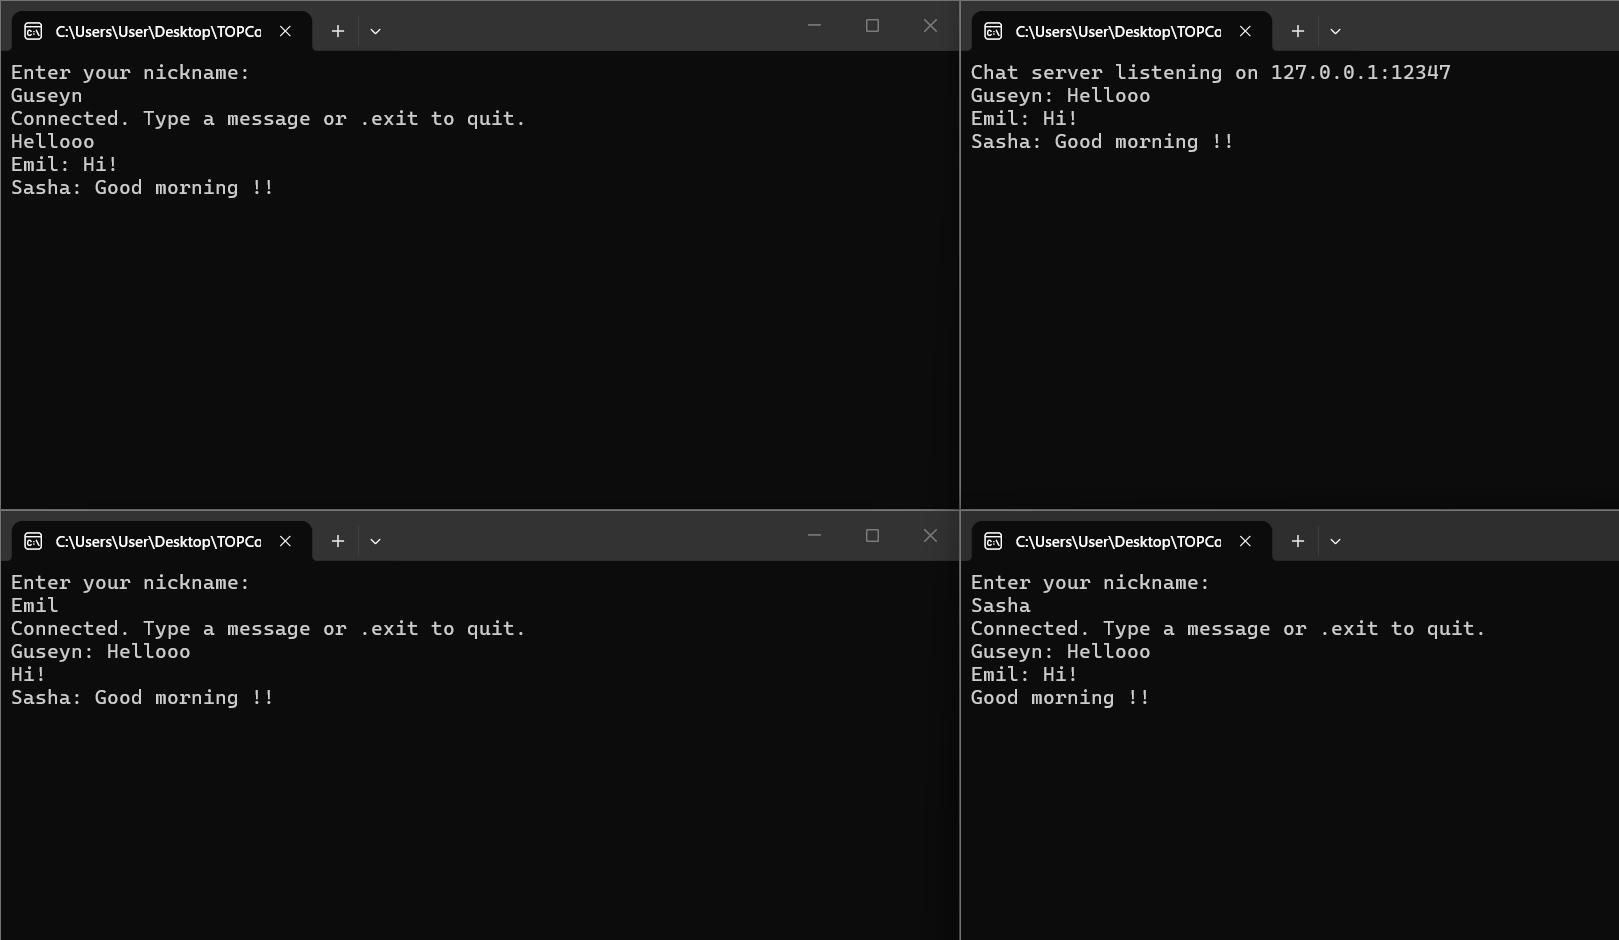 C:\Users\User\Desktop\TOPCo
Enter your nickname:
Guseyn
Connected. Type a message or .exit to quit.
Hellooo
Emil: Hi!
Sasha: Good morning !!
C:\Users\User\Desktop\TOPCo
Chat server listening on 127.0.0.1:12347
Guseyn: Hellooo
Emil: Hi!
Sasha: Good morning !!
C:\Users\User\Desktop\TOPCo
Enter your nickname:
Emil
Connected. Type a message or .exit to quit.
Guseyn: Hellooo
Hi!
Sasha: Good morning !!
C:\Users\User\Desktop\TOPCo
Enter your nickname:
Sasha
Connected. Type a message or .exit to quit.
Guseyn: Hellooo
Emil: Hi!
Good morning !!